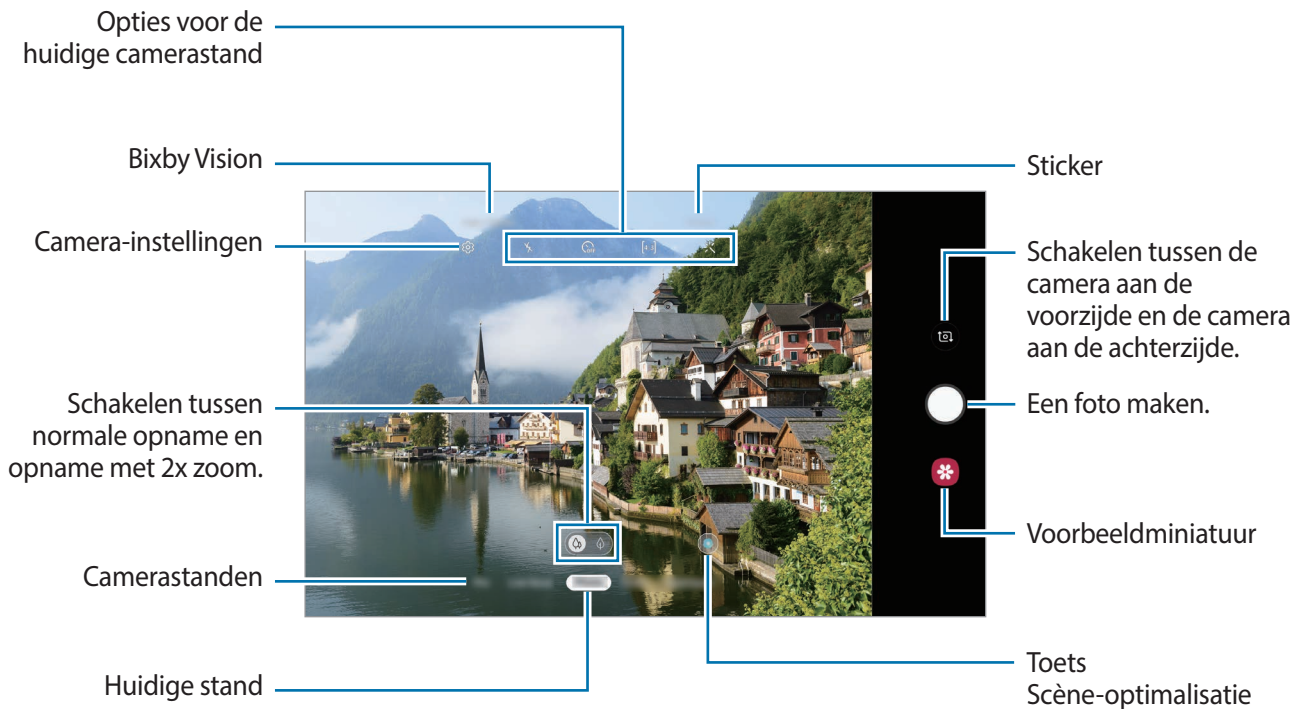 Opties voor de
huidige camerastand
Bixby Vision
Camera-instellingen
Schakelen tussen
normale opname en
opname met 2x zoom.
Camerastanden
Huidige stand
Sticker
Schakelen tussen de
camera aan de
voorzijde en de camera
aan de achterzijde.
Een foto maken.
Voorbeeldminiatuur
Toets
Scène-optimalisatie